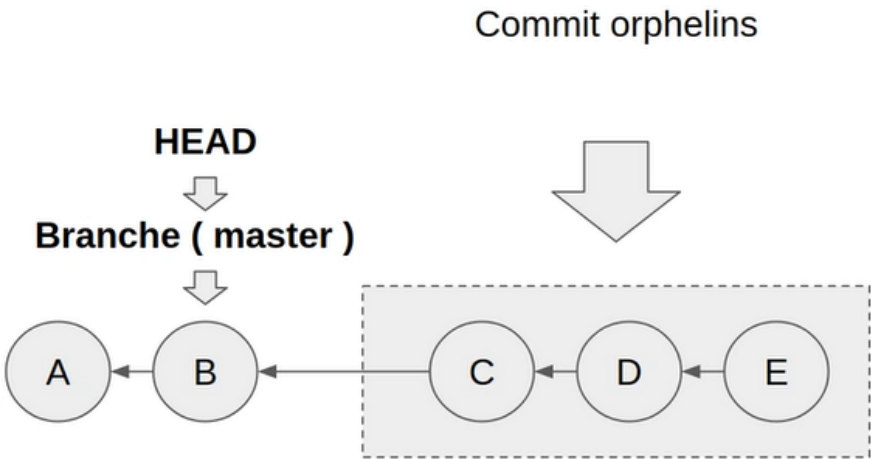 Commit orphelins
HEAD
Branche ( master )
A
B
C
D
E